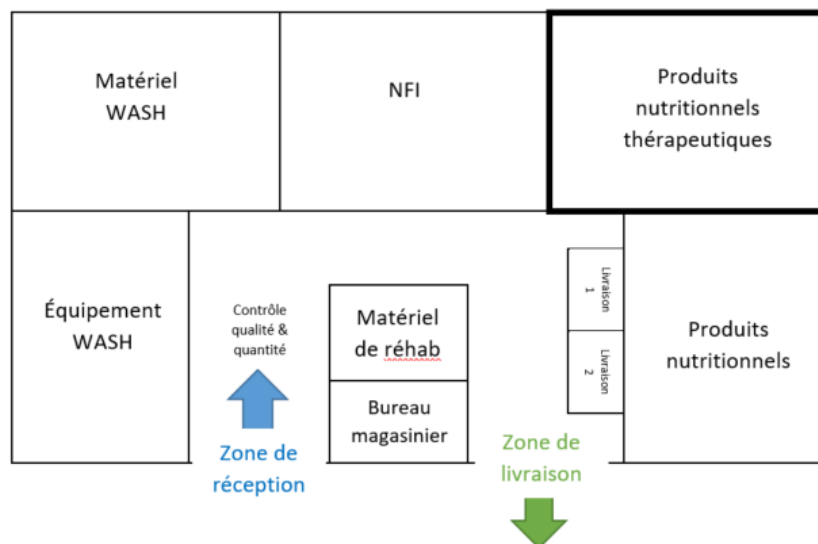 Matériel
WASH
NFI
Produits
nutritionnels
thérapeutiques
Équipement
WASH
Contrôle
qualité &
quantité
Matériel
de réhab
Bureau
magasinier
Livraison
1
Livraison
2
Produits
nutritionnels
Zone de
réception
Zone de
livraison